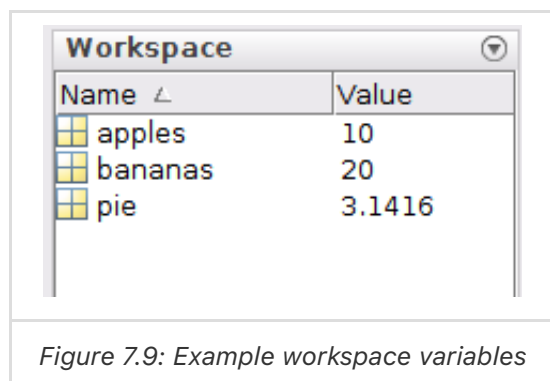 Workspace
Name Value
apples 10
bananas 20
pie 3.1416
Figure 7.9: Example workspace variables